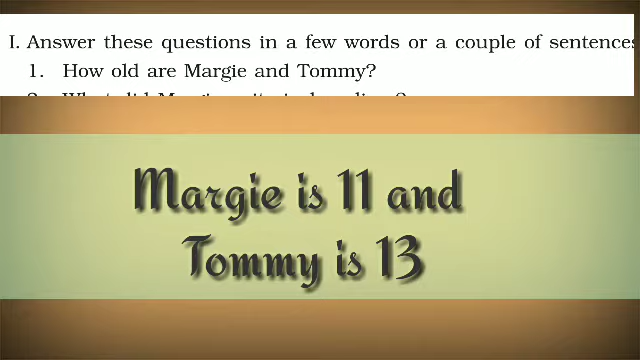 I. Answer these questions in a few words or a couple of sentences
1. How old are Margie and Tommy?
Margie is 11 and
Tommy is 13